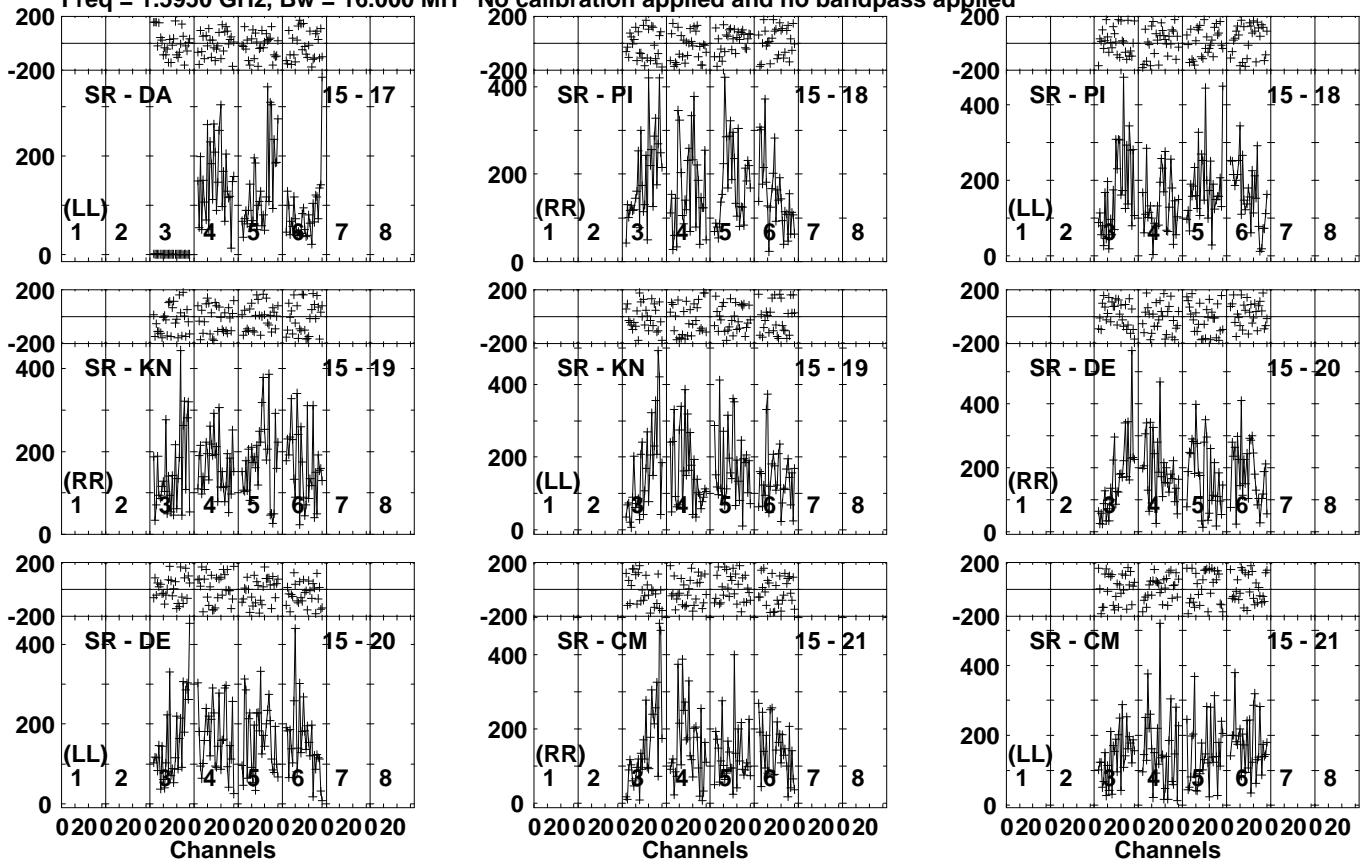 Freq = 1.5950 GHz, Bw = 16.000 MH No calibration applied and no bandpass applied
200 200 200
-200 -200 -200
SR - DA 15 - 17 400 SR - PI 15 - 18 SR - PI 15 - 18
400
200 200 200
(LL) (RR) (LL)
1 2 3 4 5 6 7 8 1 2 3 4 5 6 7 8 1 2 3 4 5 6 7 8
0 0 0
200 200 200
-200 -200 -200
400 SR - KN 15 - 19 SR - KN 15 - 19 SR - DE 15 - 20
400 400
200 200 200
(RR) (LL) (RR)
1 2 3 4 5 6 7 8 1 2 3 4 5 6 7 8 1 2 3 4 5 6 7 8
0 0 0
200 200 200
-200 -200 -200
SR - DE 15 - 20 SR - CM 15 - 21 SR - CM 15 - 21
400 400 400
200 200 200
(LL) (RR) (LL)
1 2 3 4 5 6 7 8 1 2 3 4 5 6 7 8 1 2 3 4 5 6 7 8
0 0 0
0 20 0 20 0 20 0 20 0 20 0 20 0 20 0 20 0 20 0 20 0 20 0 20 0 20 0 20 0 20 0 20 0 20 0 20 0 20 0 20 0 20 0 20 0 20 0 20
Channels Channels Channels